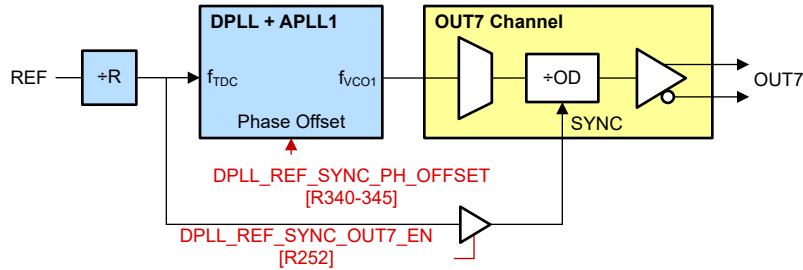 DPLL + APLL1
OUT7 Channel
REF
÷R
fTDC
fVCO1
÷OD
OUT7
Phase Offset
SYNC
DPLL_REF_SYNC_PH_OFFSET
[R340-345]
DPLL_REF_SYNC_OUT7_EN
[R252]